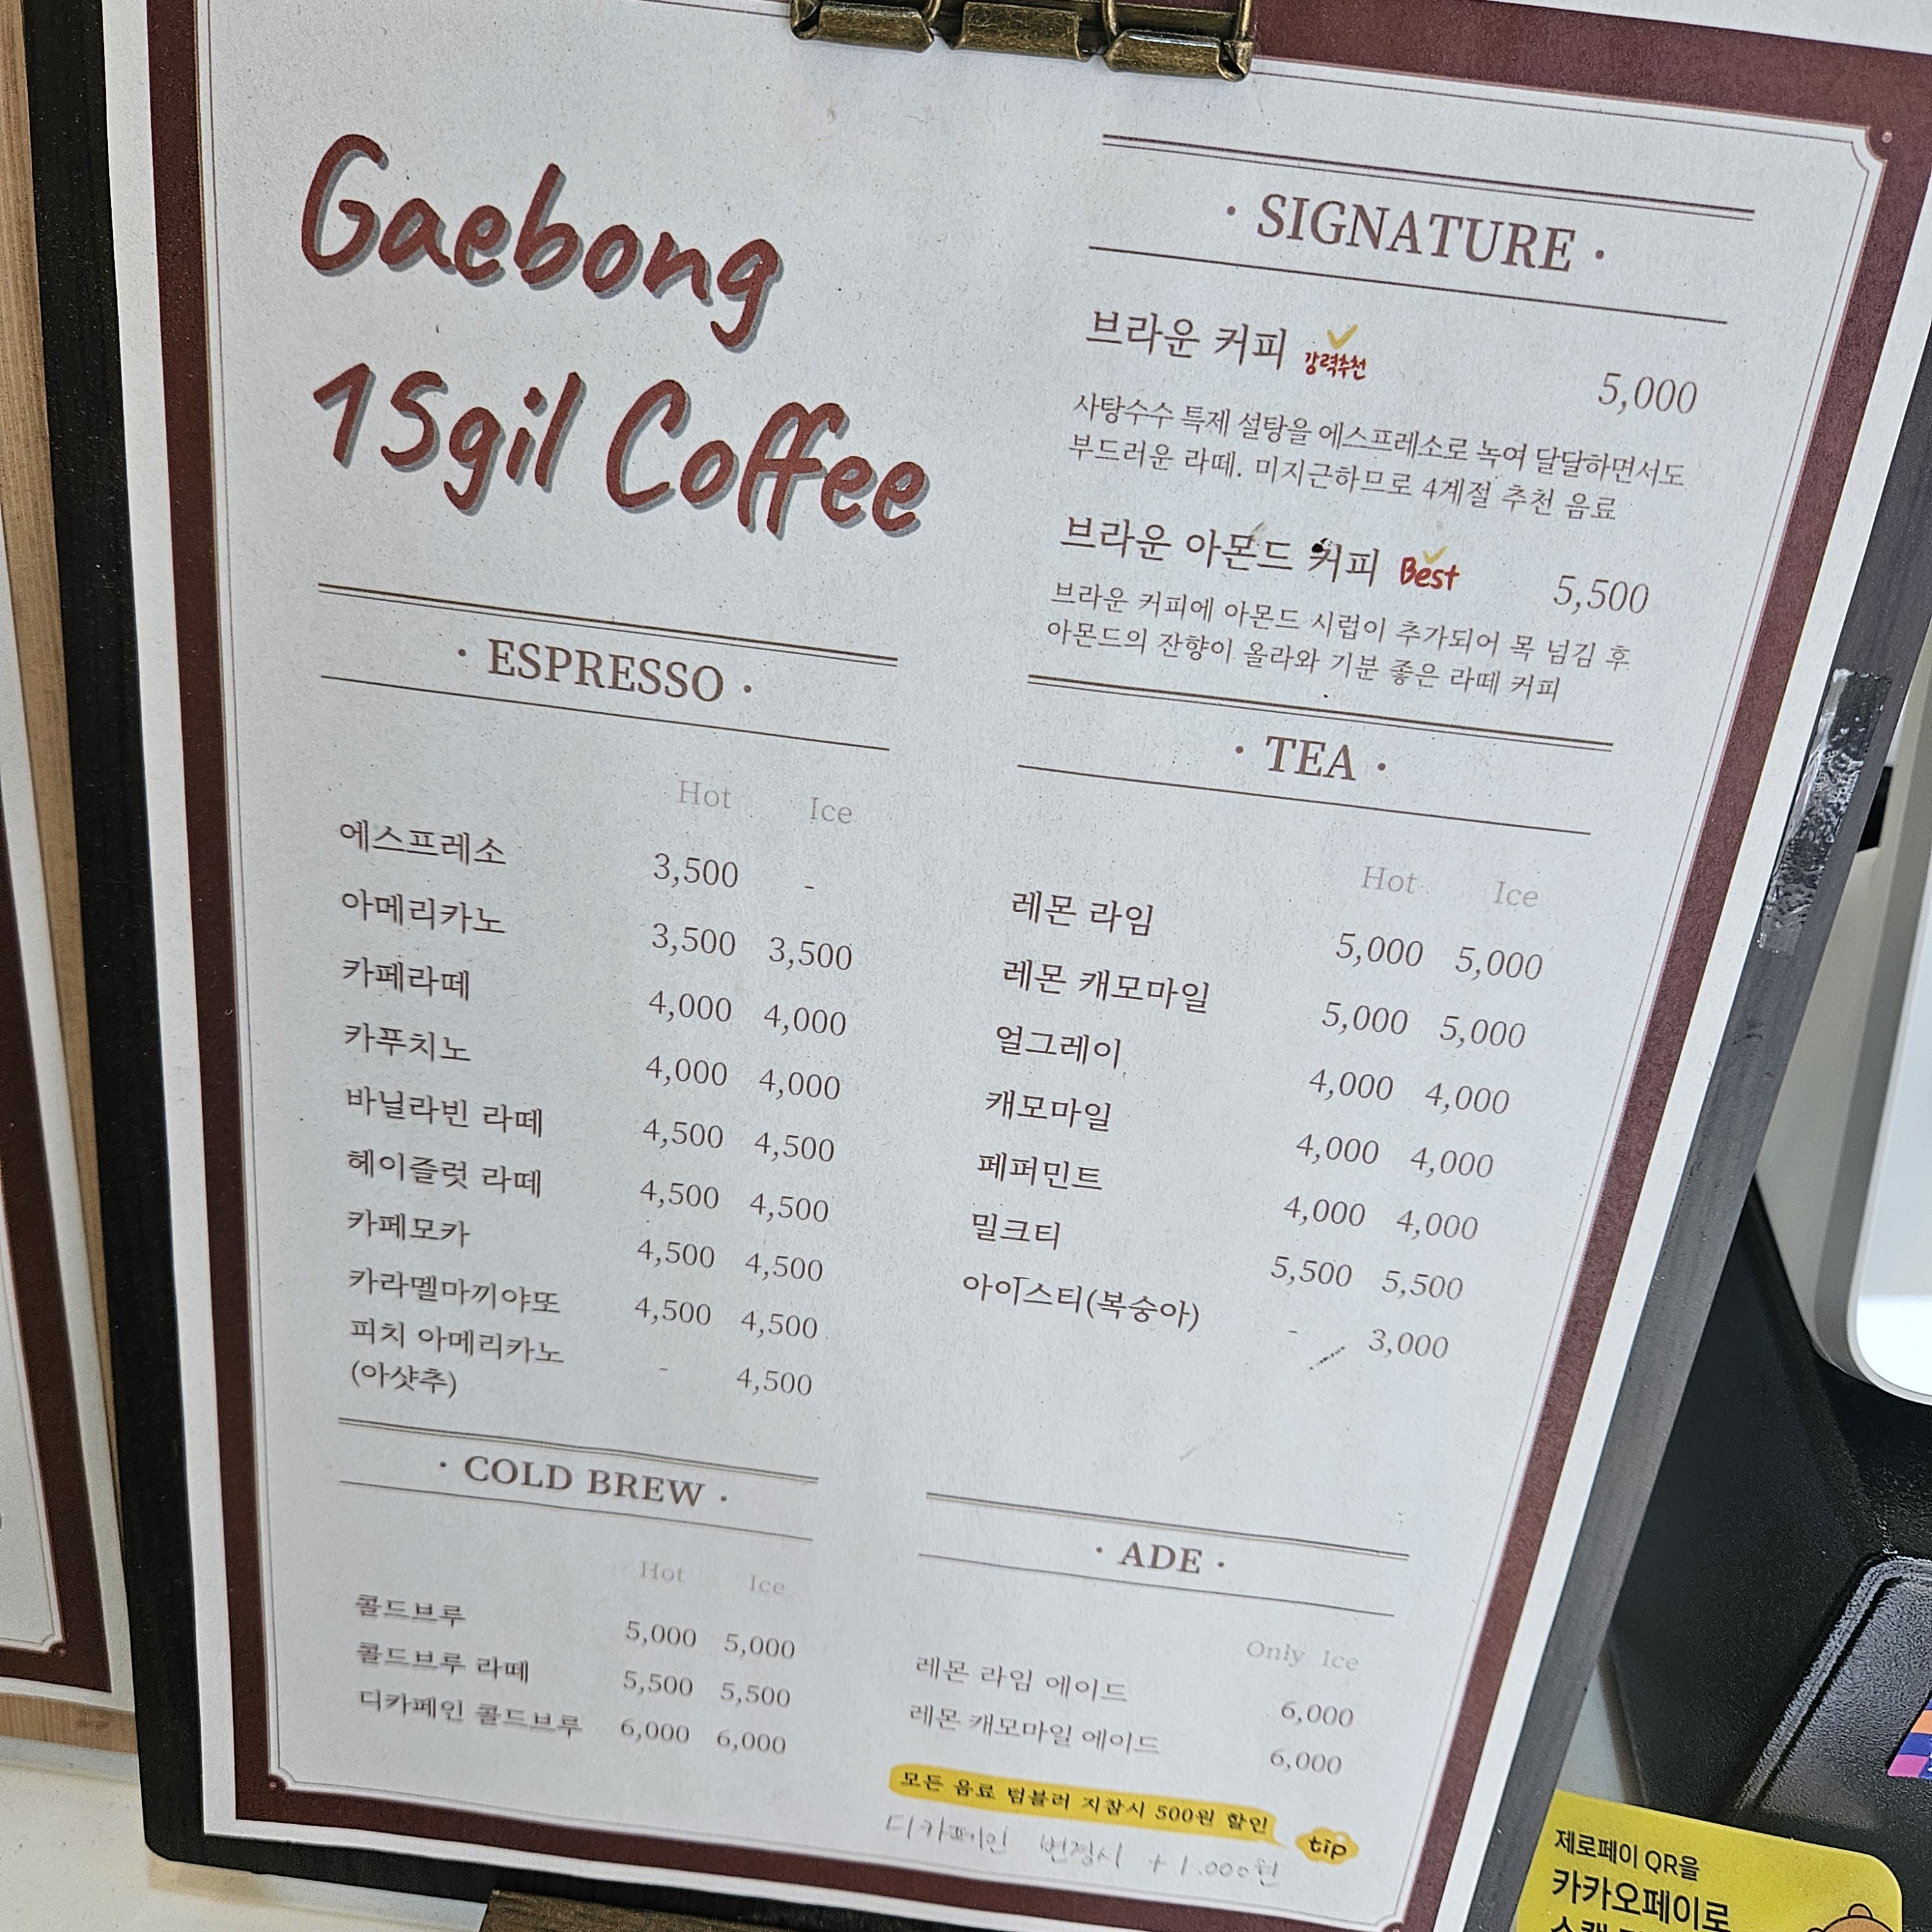 Gaebong
15gil Coffee
· ESPRESSO ·
Hot Ice
에스프레소 3,500 -
아메리카노 3,500 3,500
카페라떼 4,000 4,000
카푸치노 4,000 4,000
바닐라빈 라떼 4,500 4,500
헤이즐럿 라떼 4,500 4,500
카페모카 4,500 4,500
카라멜마끼야또 4,500 4,500
피치 아메리카노 - 4,500
(아샷추)
· COLD BREW ·
Hot Ice
콜드브루 5,000 5,000
콜드브루 라떼 5,500 5,500
디카페인 콜드브루 6,000 6,000
· SIGNATURE ·
브라운 커피 강력추천 5,000
사탕수수 특제 설탕을 에스프레소로 녹여 달달하면서도
부드러운 라떼. 미지근하므로 4계절 추천 음료
브라운 아몬드 커피 Best 5,500
브라운 커피에 아몬드 시럽이 추가되어 목 넘김 후
아몬드의 잔향이 올라와 기분 좋은 라떼 커피
· TEA ·
Hot Ice
레몬 라임 5,000 5,000
레몬 캐모마일 5,000 5,000
얼그레이 4,000 4,000
캐모마일 4,000 4,000
페퍼민트 4,000 4,000
밀크티 5,500 5,500
아이스티(복숭아) - 3,000
· ADE ·
Only Ice
레몬 라임 에이드 6,000
레몬 캐모마일 에이드 6,000
모든 음료 텀블러 지참시 500원 할인 tip
디카페인 변경시 +1.000원
제로페이 QR을
카카오페이로